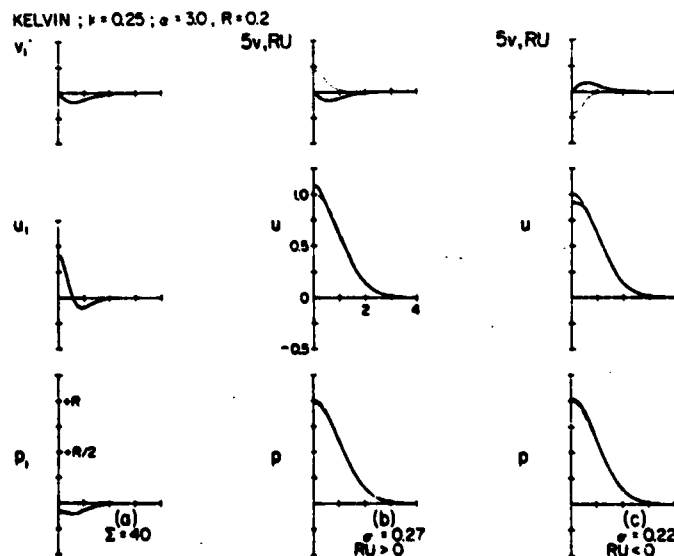 KELVIN ; k = 0.25 ; α = 3.0 , R = 0.2
v₁ 5v, RU 5v, RU
u₁ u u
1.0
0.5
0
-0.5
2 4
p₁ p p
R
R/2
(a) (b) (c)
Σ = 40 σ = 0.27 σ = 0.22
RU > 0 RU < 0